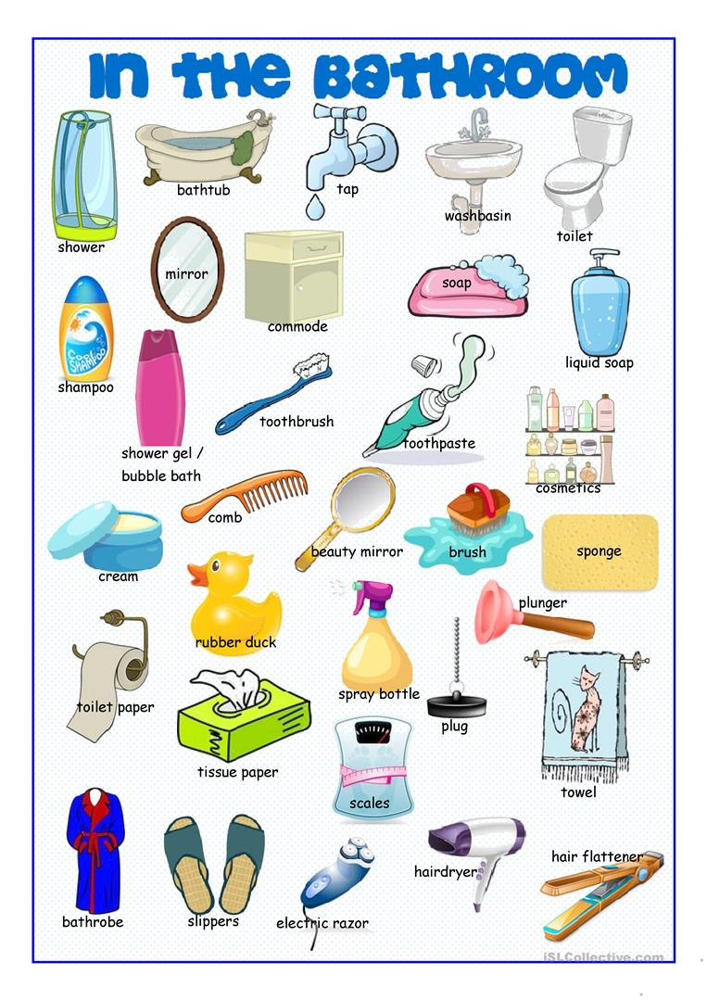 In the Bathroom
bathtub
tap
washbasin
toilet
shower
mirror
commode
soap
liquid soap
Cool
SHAMPOO
shampoo
toothbrush
toothpaste
shower gel /
bubble bath
cosmetics
comb
beauty mirror
brush
sponge
cream
rubber duck
plunger
toilet paper
spray bottle
plug
tissue paper
scales
towel
bathrobe
slippers
electric razor
hairdryer
hair flattener
iSLCollective.com